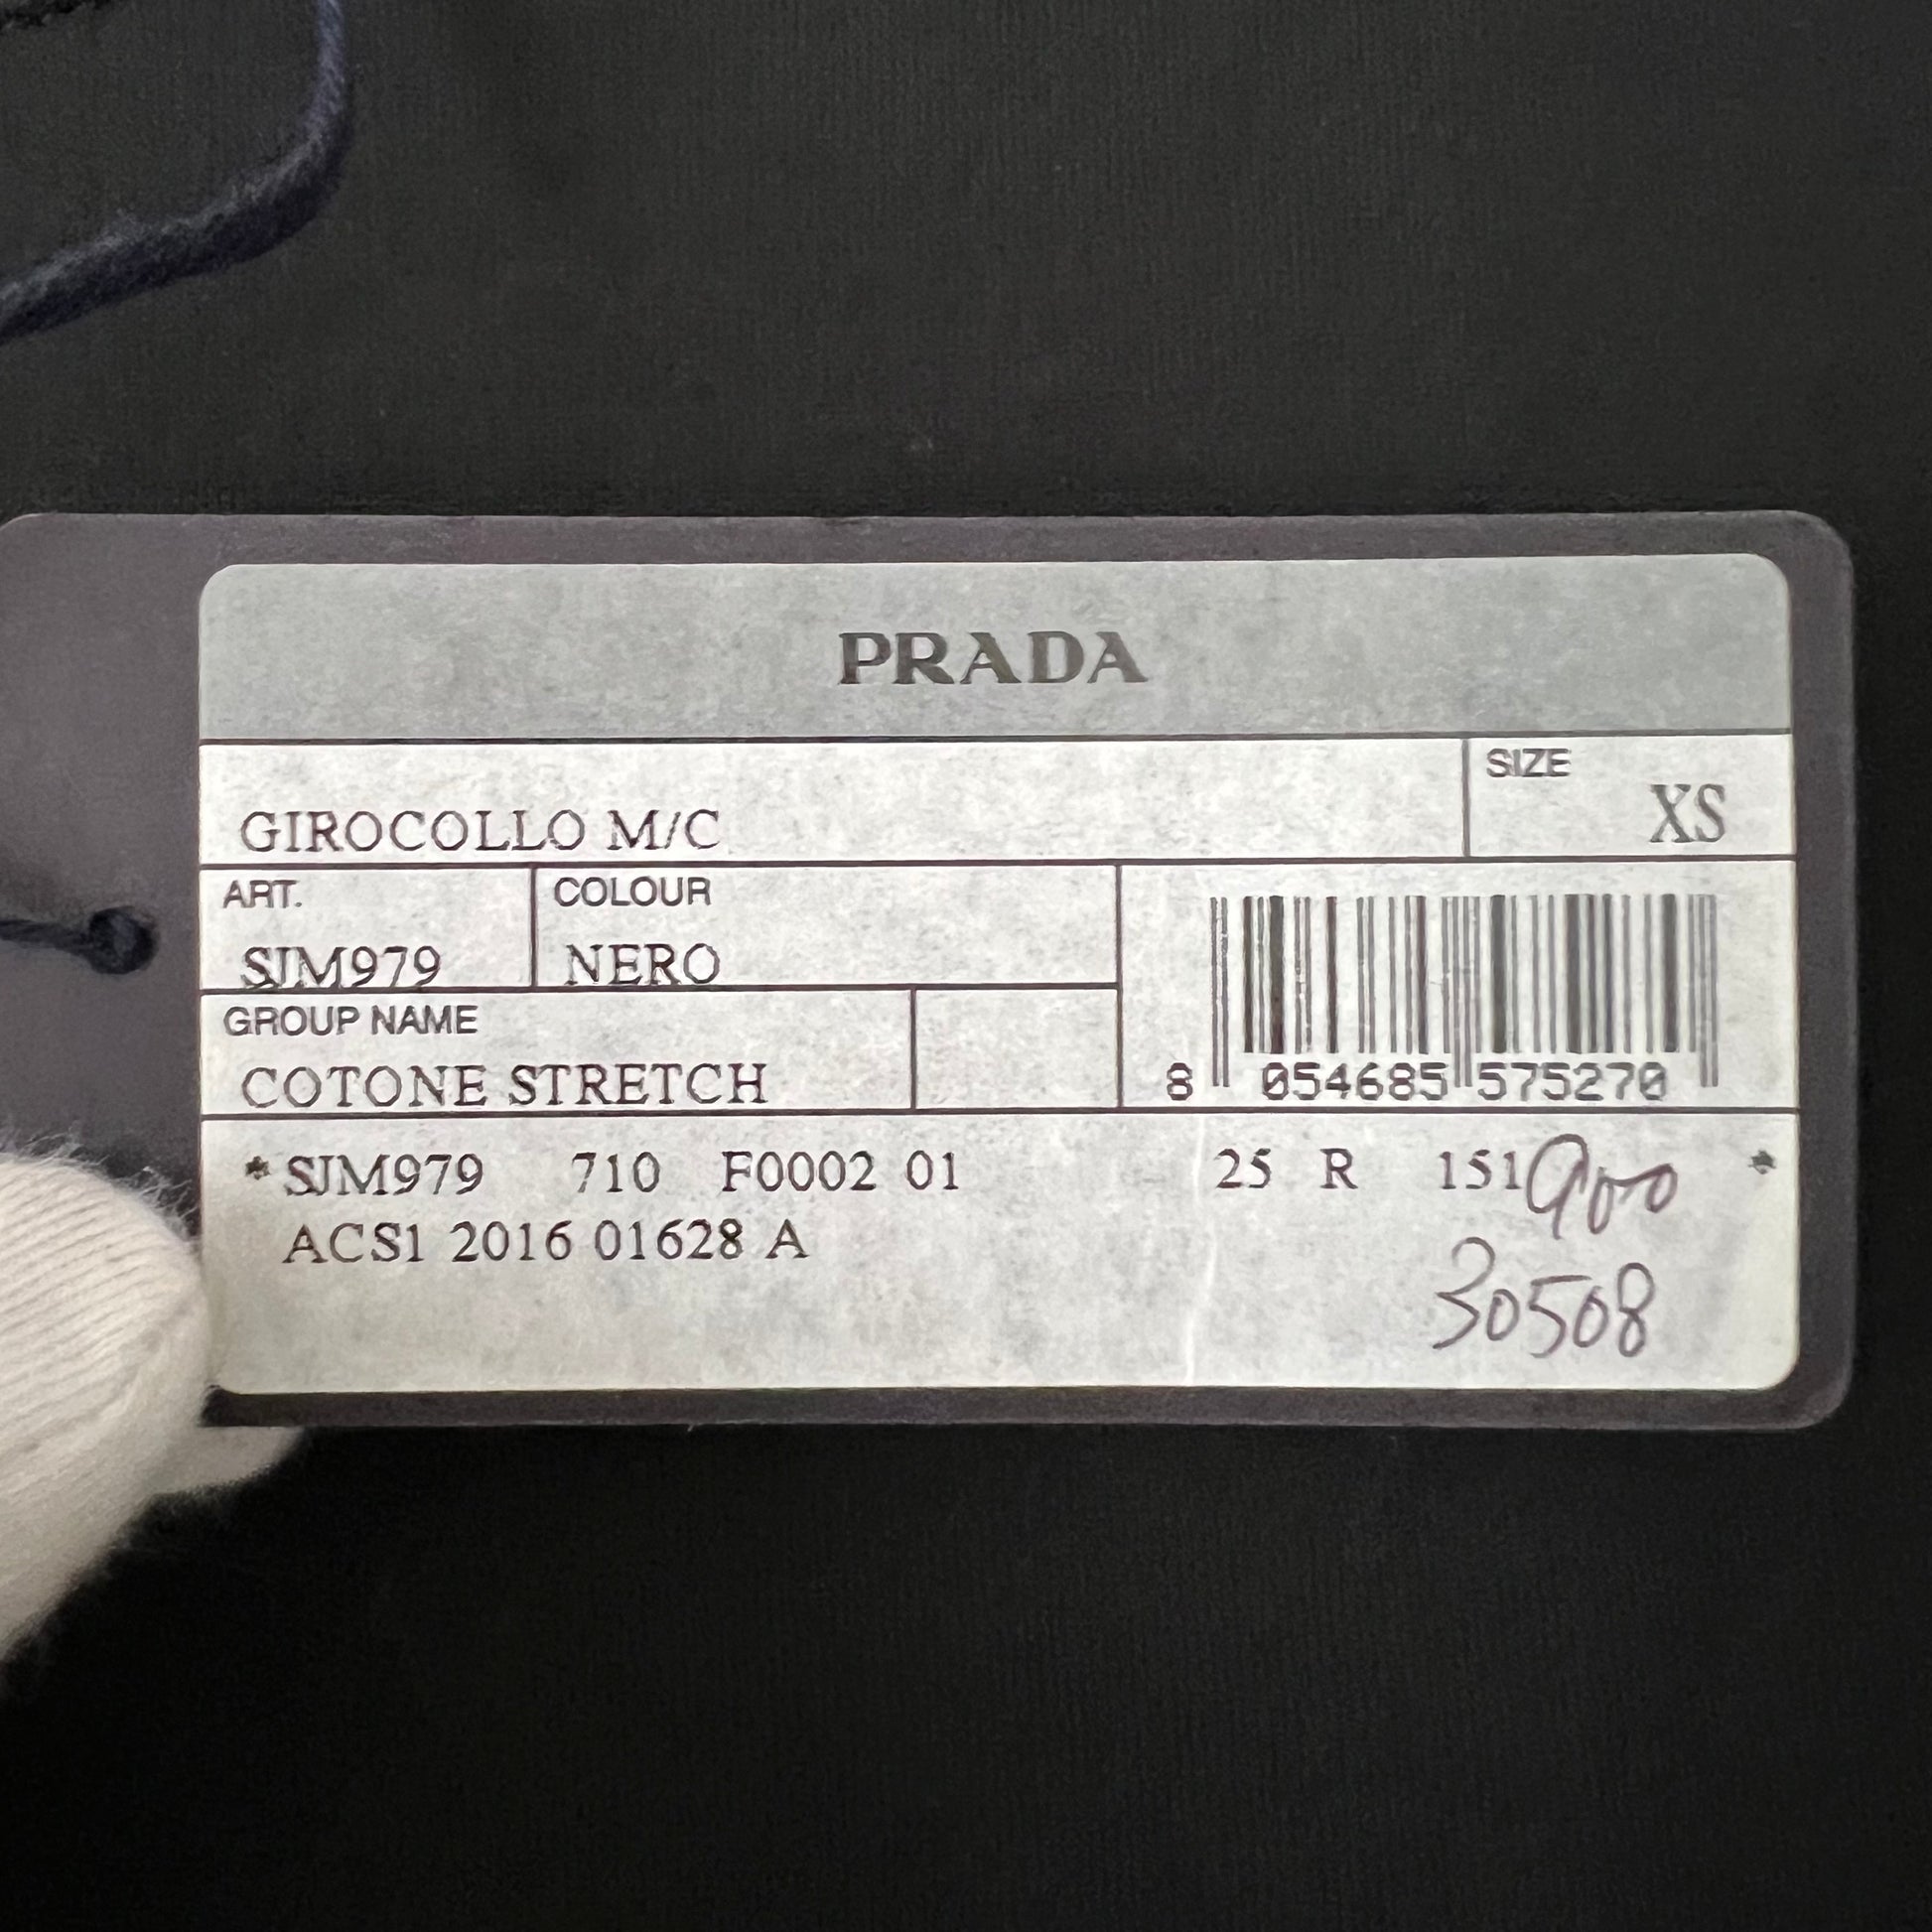 PRADA
GIROCOLLO M/C
SIZE
XS
ART.
SJM979
COLOUR
NERO
GROUP NAME
COTONE STRETCH
8 054685 575270
* SJM979 710 F0002 01 25 R 151 *
ACS1 2016 01628 A
30508